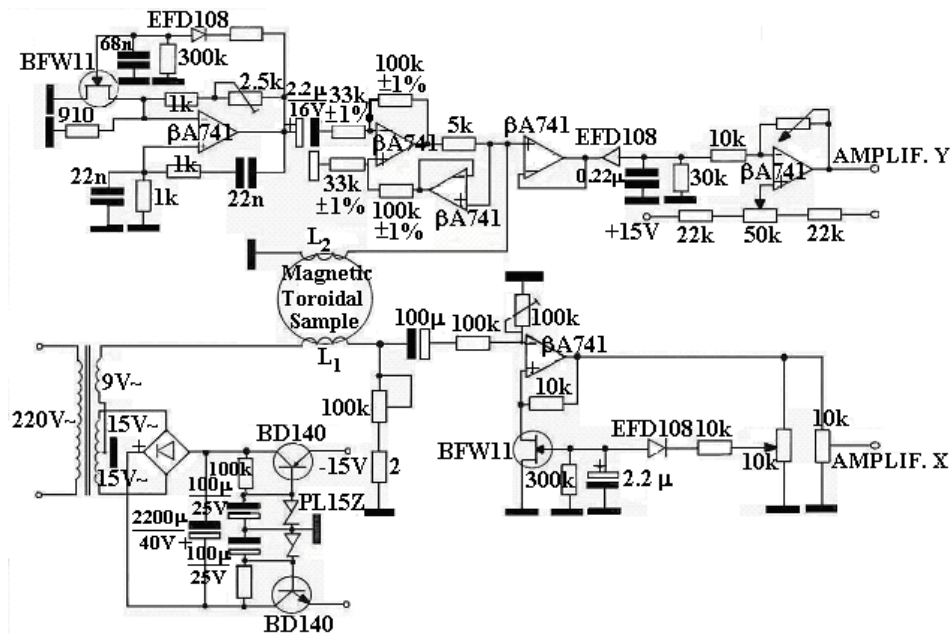 EFD108
68n
BFW11
300k
2.5k
2.2µ
16V
910
1k
βA741
22n
1k
1k
22n
33k
±1%
100k
±1%
βA741
33k
±1%
100k
±1%
5k
βA741
βA741
EFD108
0.22µ
30k
10k
βA741
AMPLIF. Y
+15V
22k
50k
22k
L2
Magnetic
Toroidal
Sample
L1
100µ
100k
100k
βA741
10k
220V~
9V~
15V~
15V~
+
100k
2
BD140
-15V
100k
100µ
25V
PL15Z
2200µ
40V +
100µ
25V
BD140
BFW11
300k
+
2.2 µ
EFD108
10k
10k
10k
AMPLIF. X